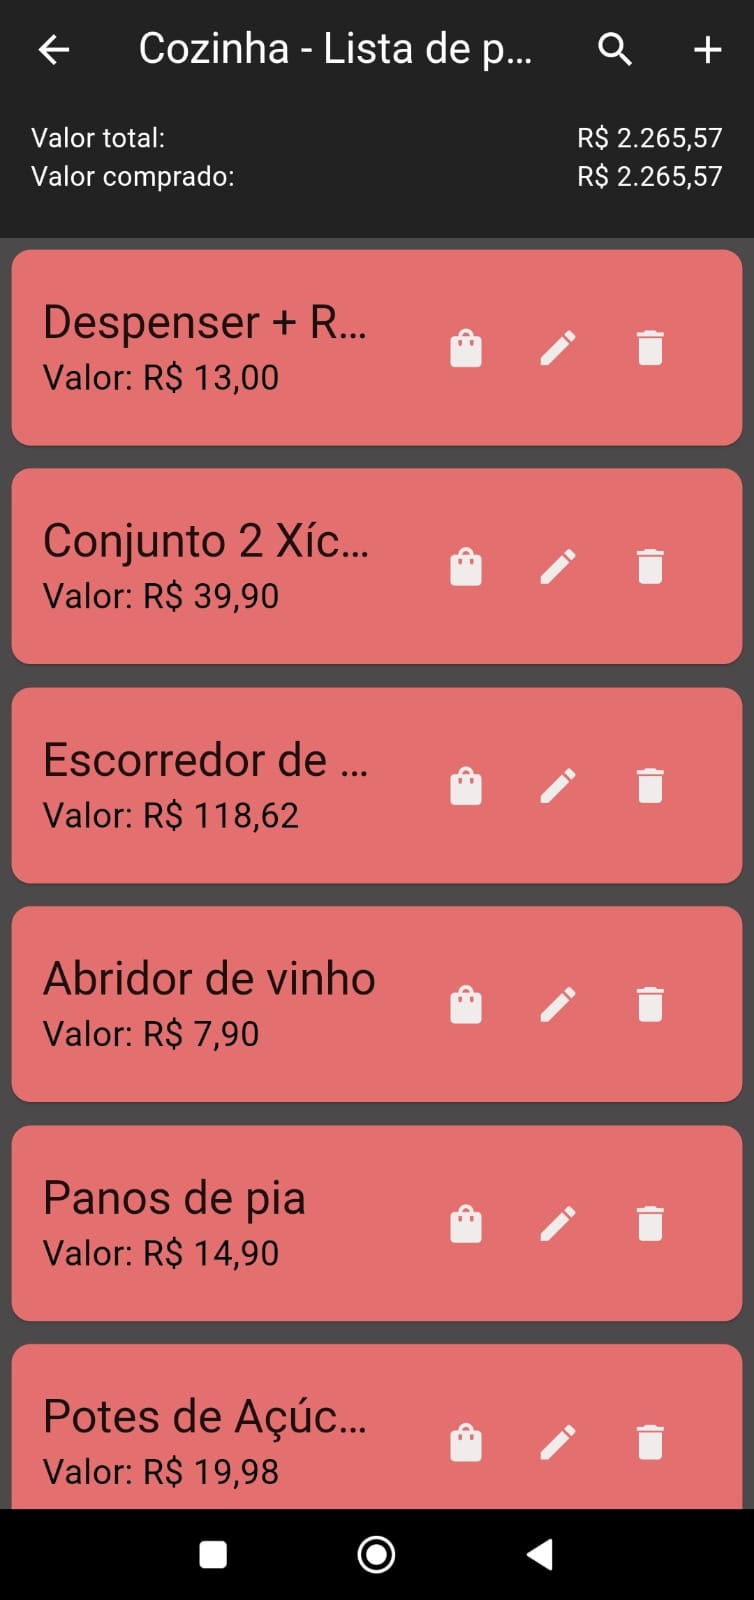 Cozinha - Lista de p...
Valor total: R$ 2.265,57
Valor comprado: R$ 2.265,57
Despenser + R...
Valor: R$ 13,00
Conjunto 2 Xíc...
Valor: R$ 39,90
Escorredor de ...
Valor: R$ 118,62
Abridor de vinho
Valor: R$ 7,90
Panos de pia
Valor: R$ 14,90
Potes de Açúc...
Valor: R$ 19,98